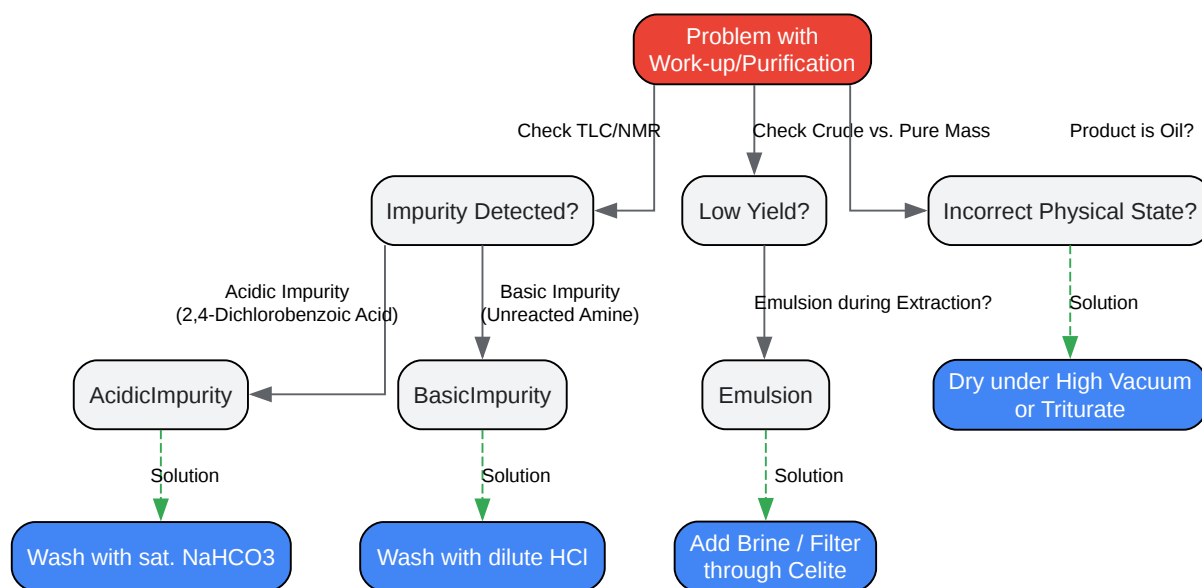 Problem with
Work-up/Purification
Check TLC/NMR
Check Crude vs. Pure Mass
Product is Oil?
Impurity Detected?
Low Yield?
Incorrect Physical State?
Acidic Impurity
(2,4-Dichlorobenzoic Acid)
Basic Impurity
(Unreacted Amine)
Emulsion during Extraction?
Solution
AcidicImpurity
BasicImpurity
Emulsion
Dry under High Vacuum
or Triturate
Solution
Solution
Solution
Wash with sat. NaHCO3
Wash with dilute HCl
Add Brine / Filter
through Celite